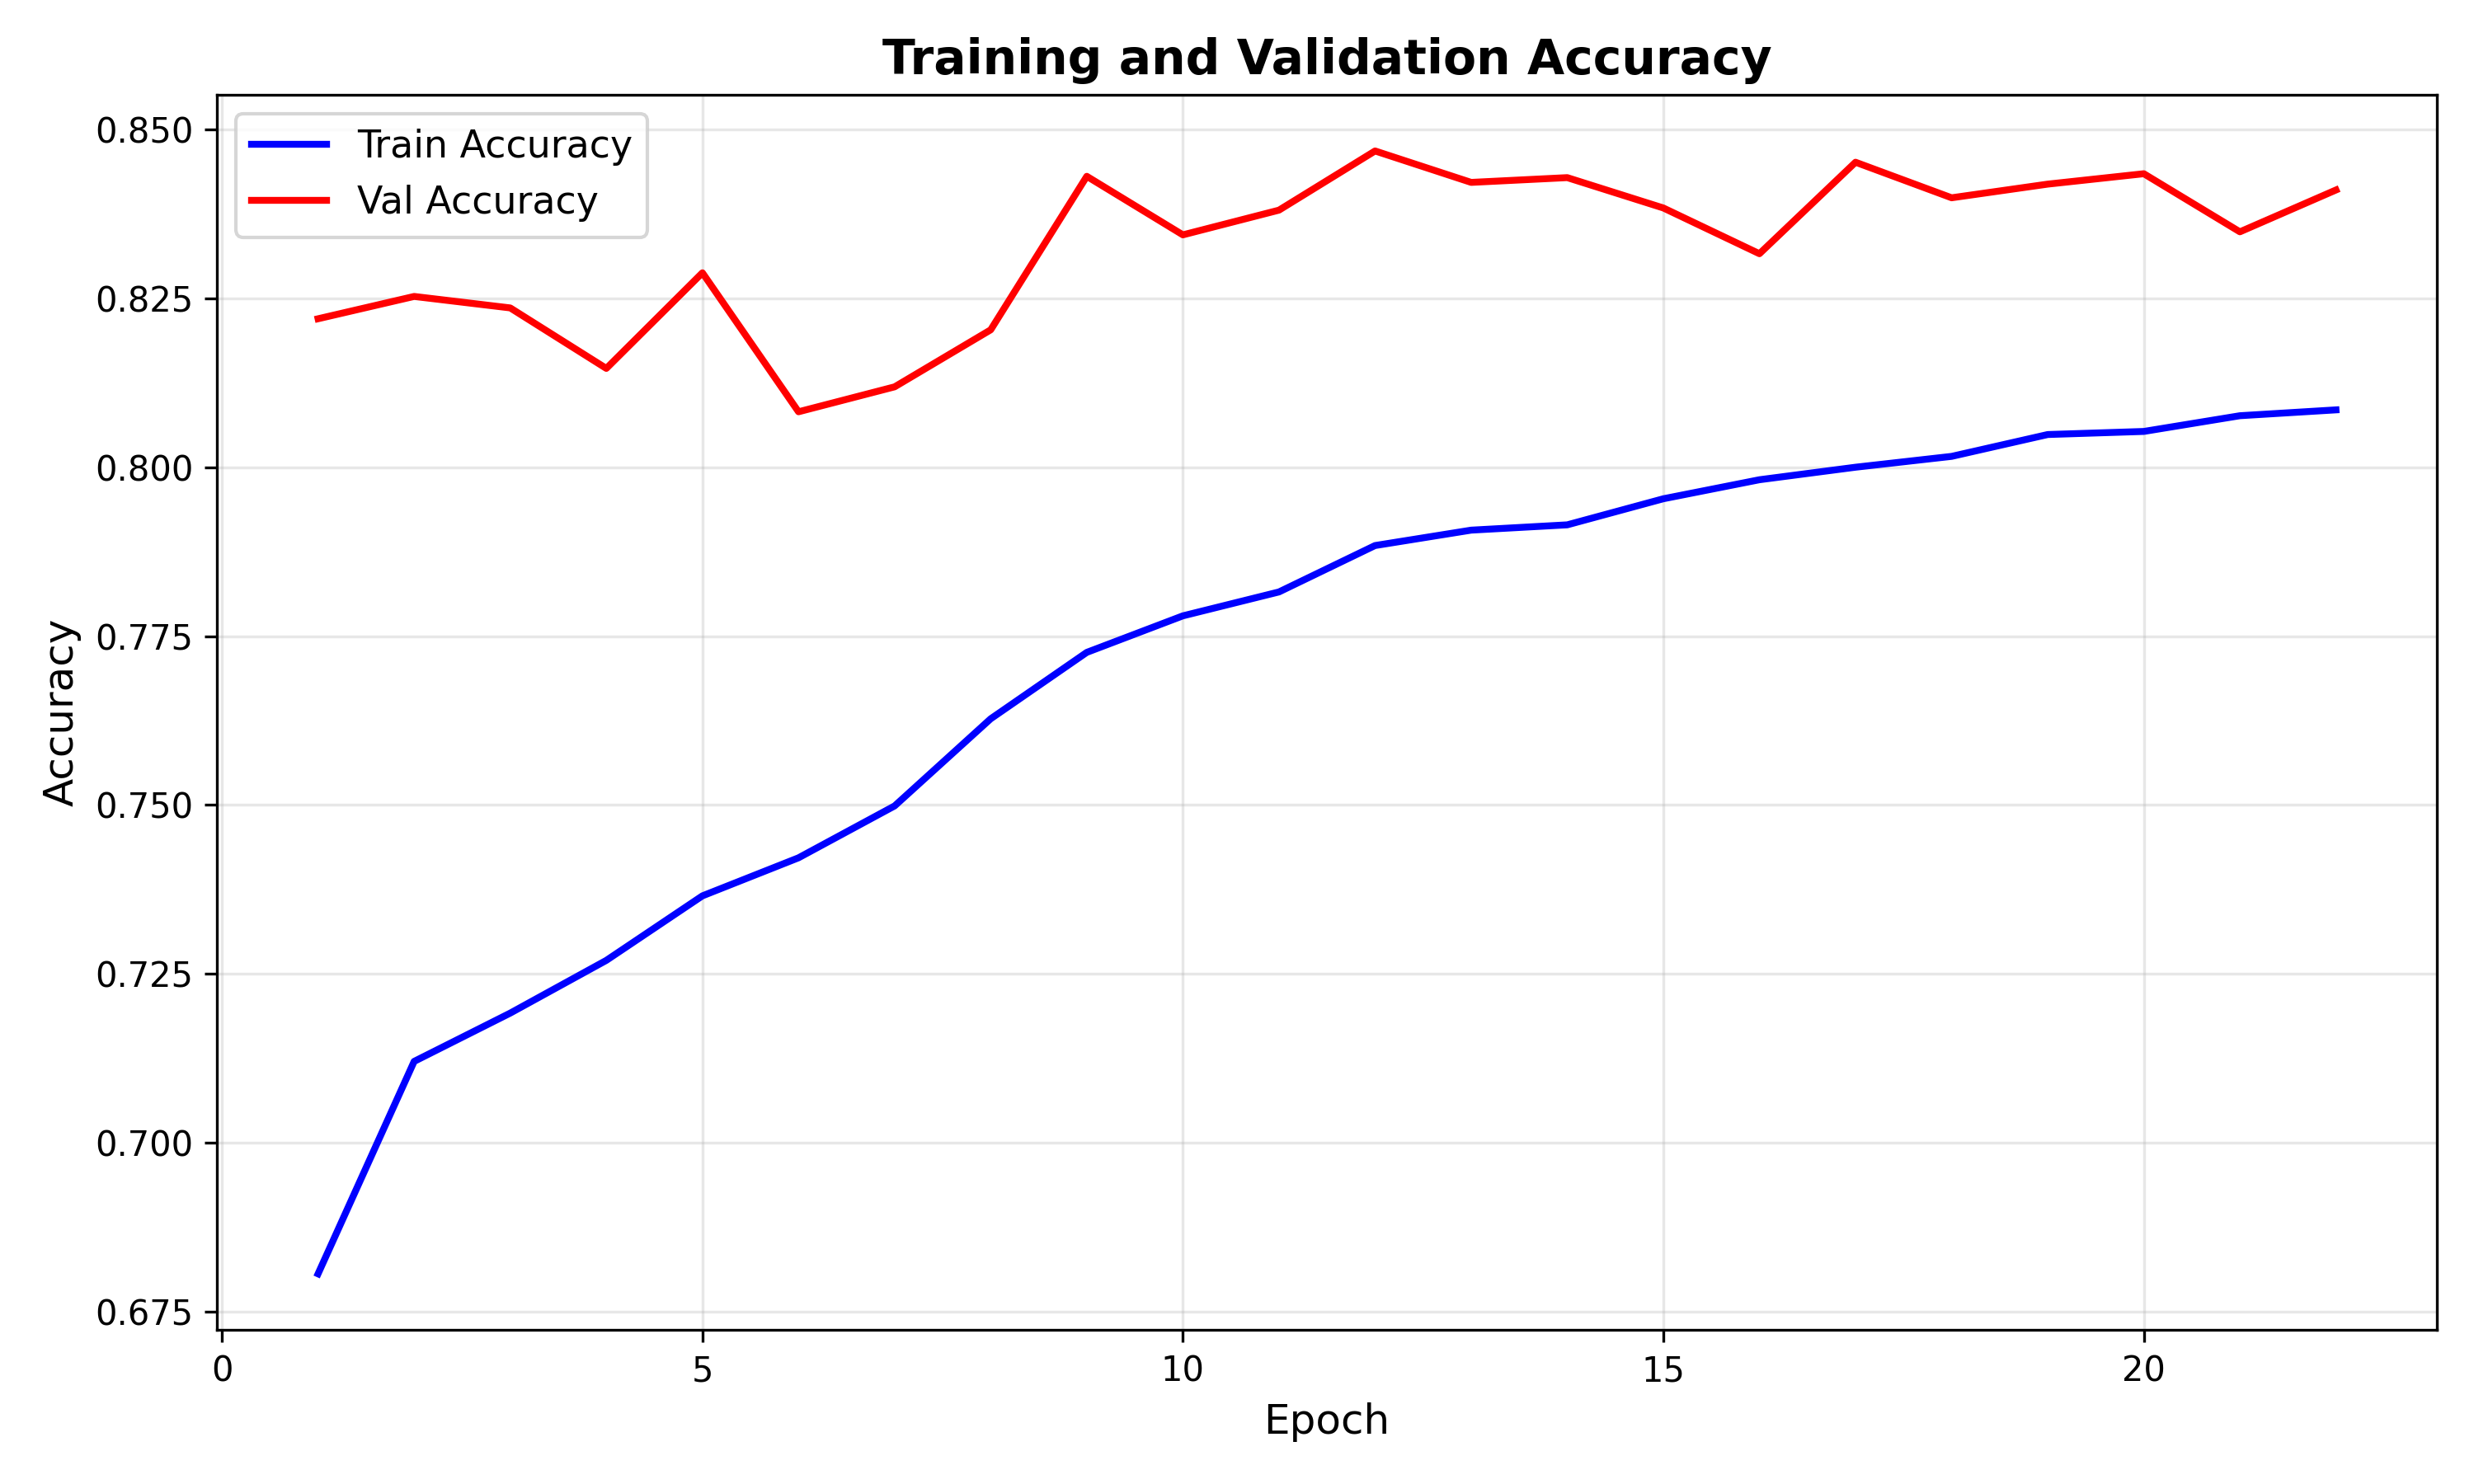 Training and Validation Accuracy
Train Accuracy
Val Accuracy
0.850
0.825
0.800
0.775
0.750
0.725
0.700
0.675
Accuracy
0 5 10 15 20
Epoch